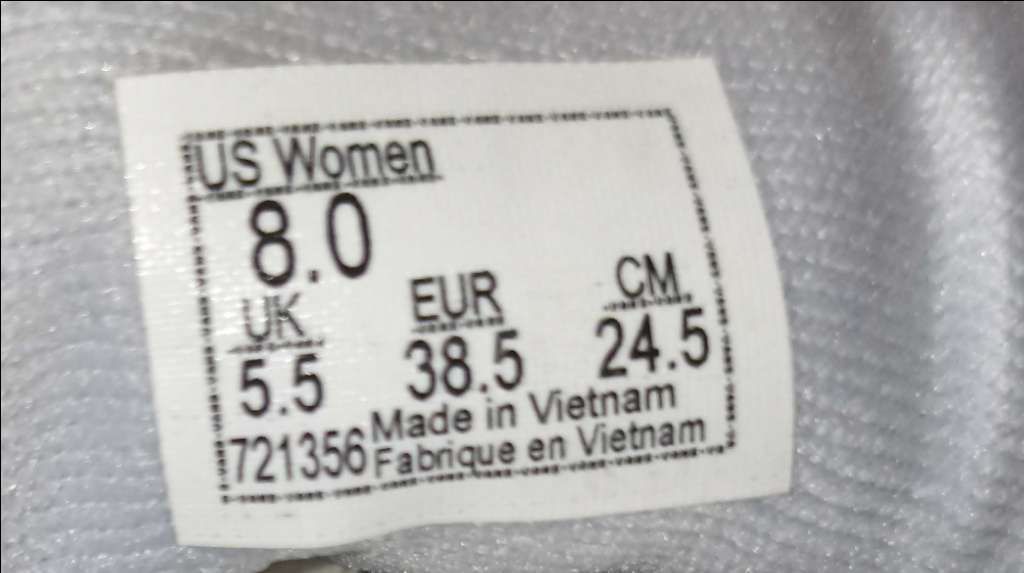 US Women
8.0
UK EUR CM
5.5 38.5 24.5
Made in Vietnam
721356 Fabrique en Vietnam